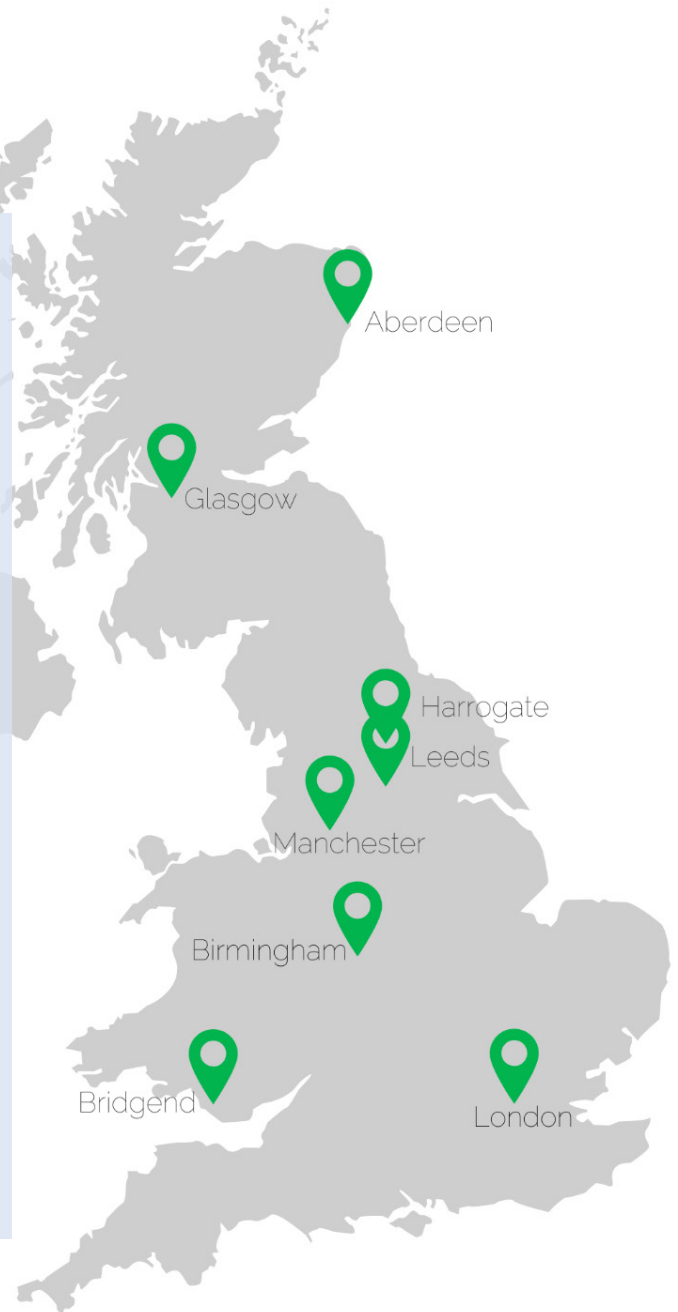 Aberdeen
Glasgow
Harrogate
Leeds
Manchester
Birmingham
Bridgend
London